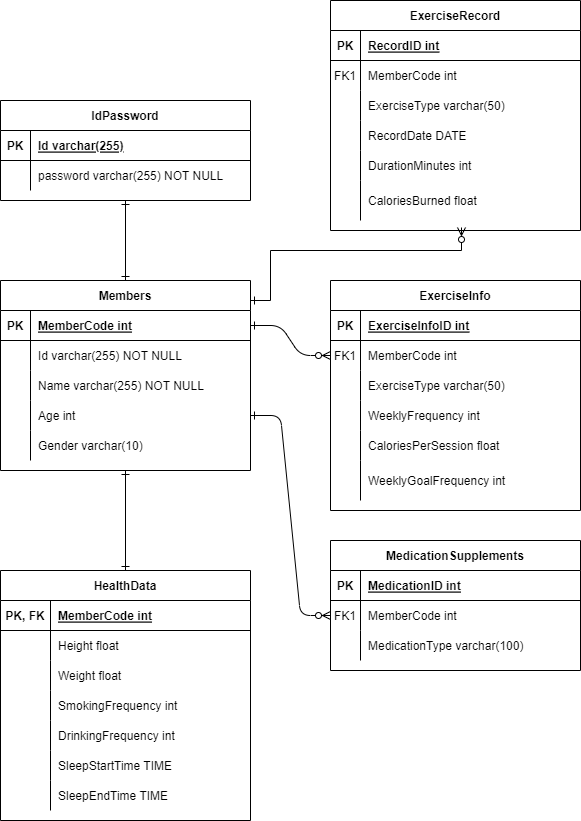 ExerciseRecord
PK RecordID int
FK1 MemberCode int
ExerciseType varchar(50)
RecordDate DATE
DurationMinutes int
CaloriesBurned float
IdPassword
PK Id varchar(255)
password varchar(255) NOT NULL
Members
PK MemberCode int
Id varchar(255) NOT NULL
Name varchar(255) NOT NULL
Age int
Gender varchar(10)
ExerciseInfo
PK ExerciseInfoID int
FK1 MemberCode int
ExerciseType varchar(50)
WeeklyFrequency int
CaloriesPerSession float
WeeklyGoalFrequency int
MedicationSupplements
PK MedicationID int
FK1 MemberCode int
MedicationType varchar(100)
HealthData
PK, FK MemberCode int
Height float
Weight float
SmokingFrequency int
DrinkingFrequency int
SleepStartTime TIME
SleepEndTime TIME